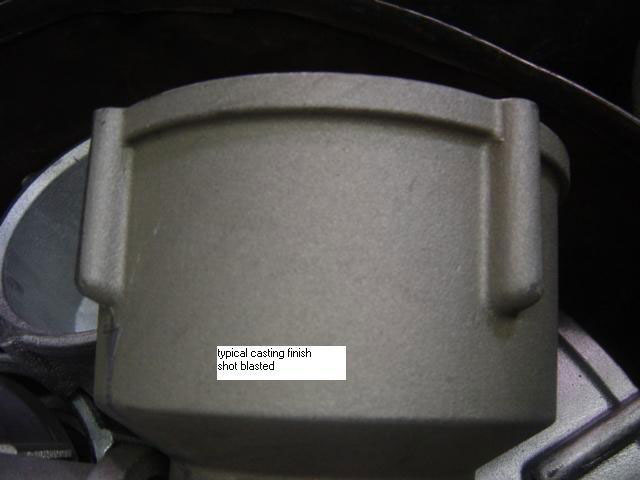 typical casting finish
shot blasted